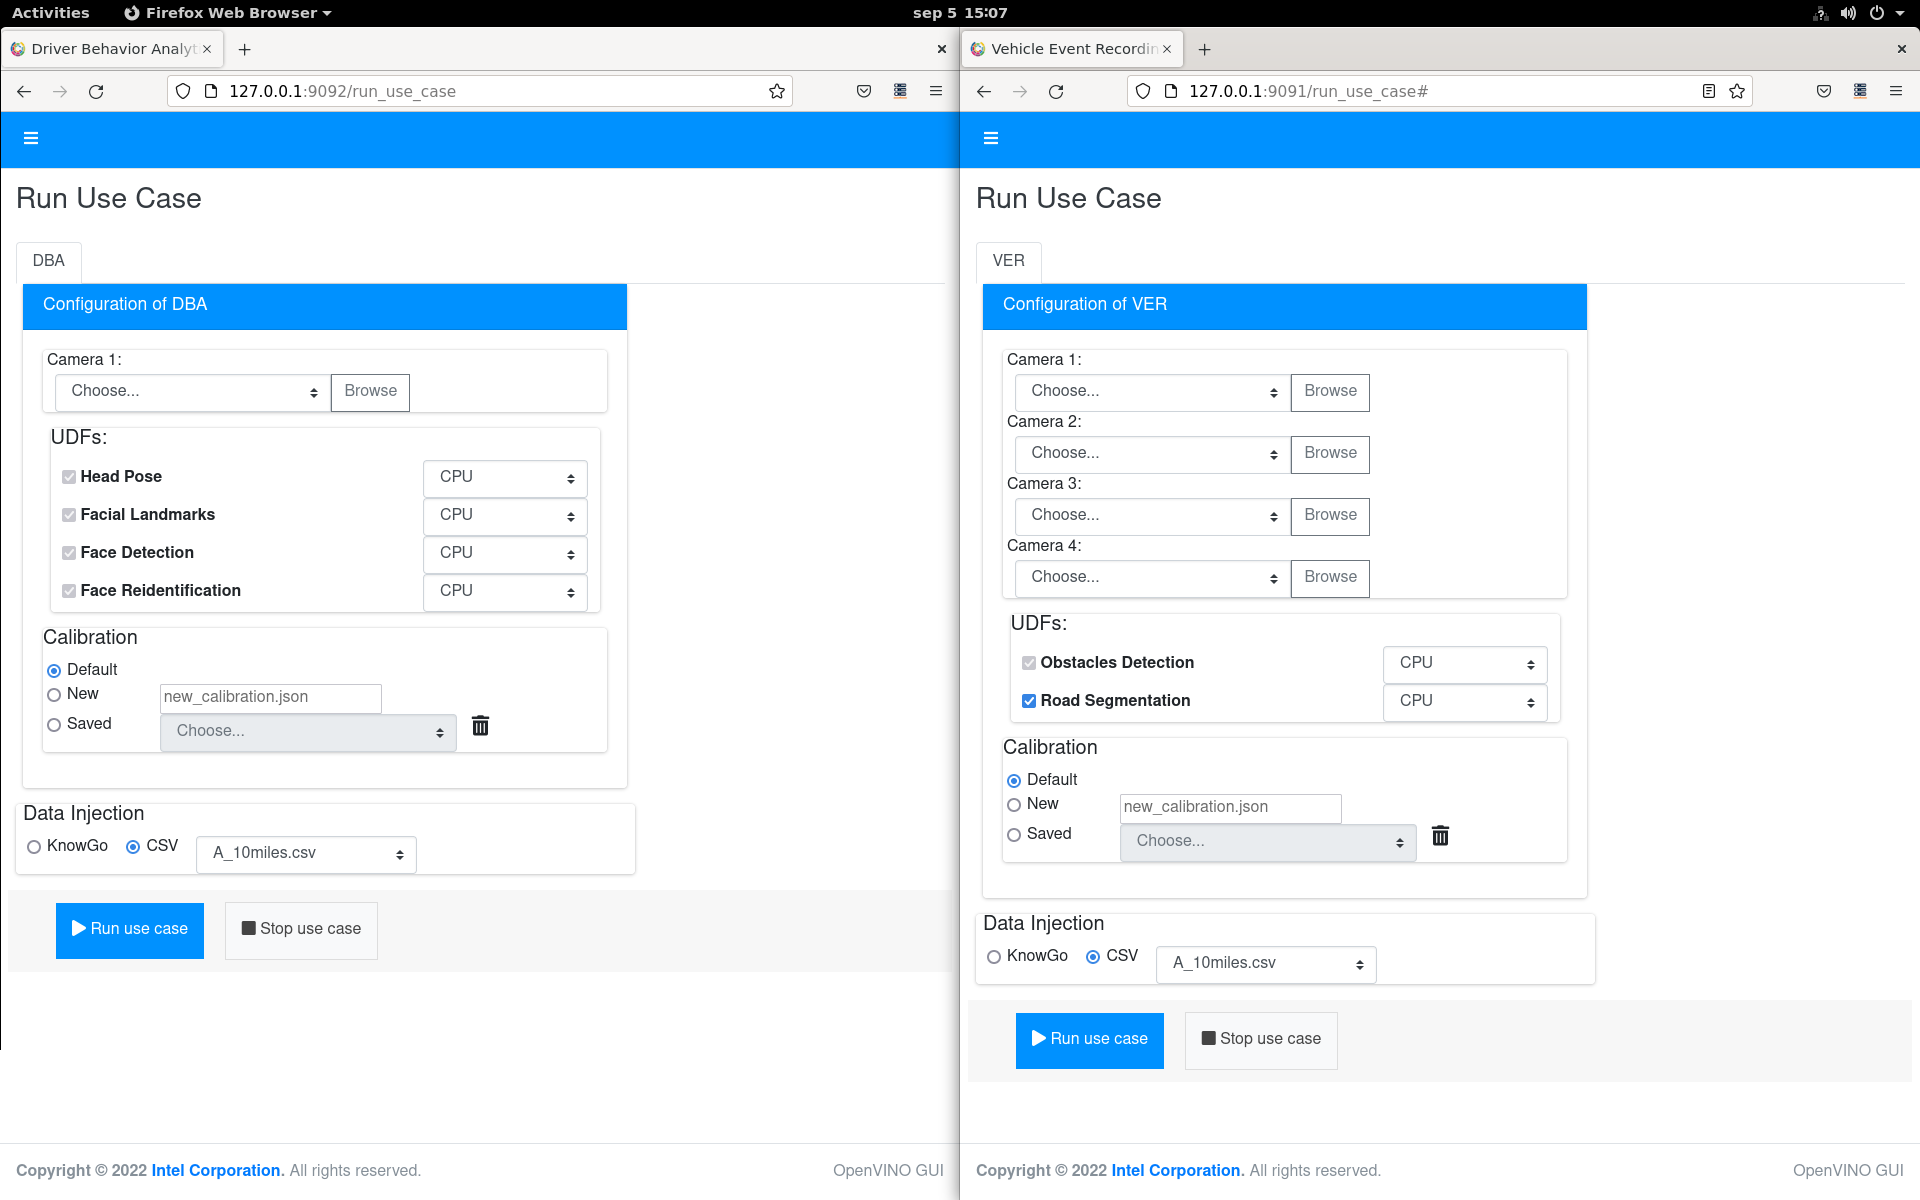 Activities Firefox Web Browser sep 5 15:07
Driver Behavior Analyt
127.0.0.1:9092/run_use_case
Run Use Case
DBA
Configuration of DBA
Camera 1:
Choose... Browse
UDFs:
Head Pose CPU
Facial Landmarks CPU
Face Detection CPU
Face Reidentification CPU
Calibration
Default
New new_calibration.json
Saved Choose...
Data Injection
KnowGo CSV A_10miles.csv
Run use case Stop use case
Copyright © 2022 Intel Corporation. All rights reserved. OpenVINO GUI
Vehicle Event Recordin
127.0.0.1:9091/run_use_case#
Run Use Case
VER
Configuration of VER
Camera 1:
Choose... Browse
Camera 2:
Choose... Browse
Camera 3:
Choose... Browse
Camera 4:
Choose... Browse
UDFs:
Obstacles Detection CPU
Road Segmentation CPU
Calibration
Default
New new_calibration.json
Saved Choose...
Data Injection
KnowGo CSV A_10miles.csv
Run use case Stop use case
Copyright © 2022 Intel Corporation. All rights reserved. OpenVINO GUI